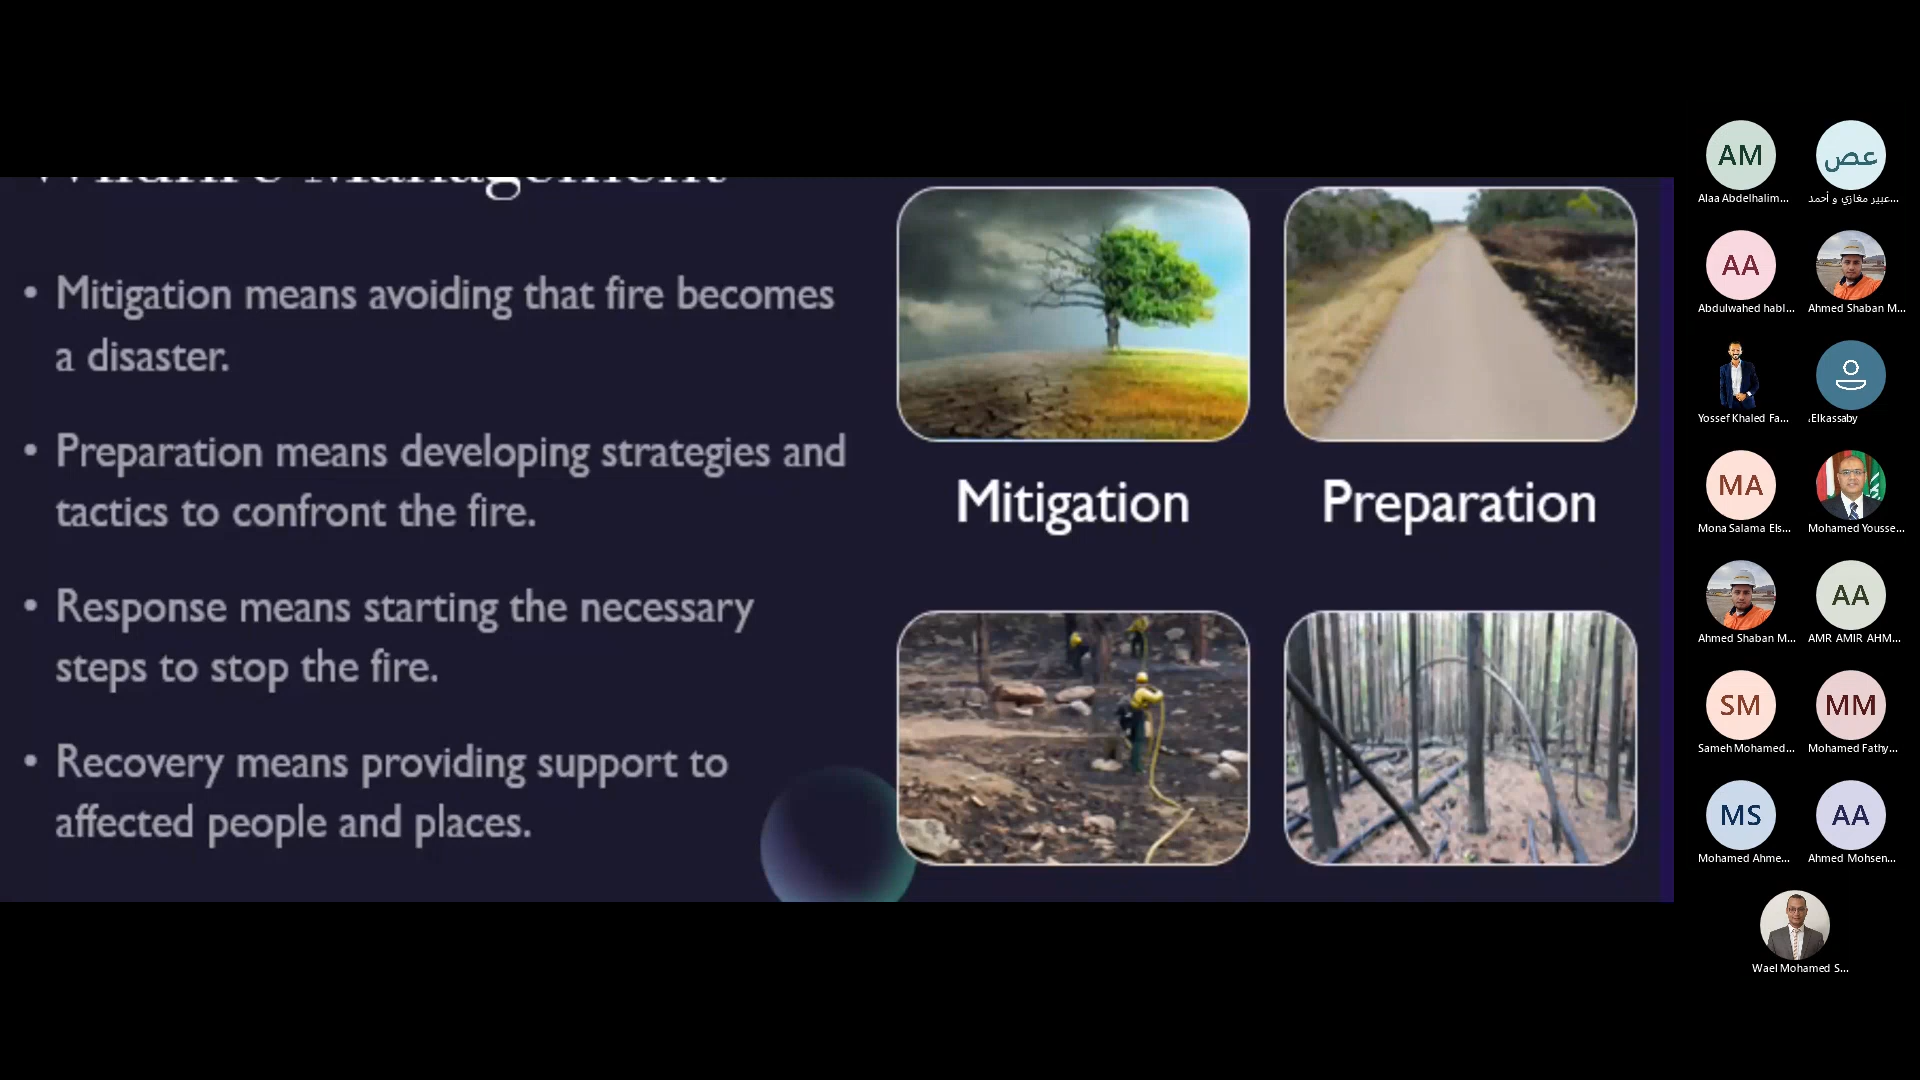 Wildfire Management
• Mitigation means avoiding that fire becomes
a disaster.
• Preparation means developing strategies and
tactics to confront the fire.
• Response means starting the necessary
steps to stop the fire.
• Recovery means providing support to
affected people and places.
Mitigation
Preparation
AM
عص
Alaa Abdelhalim...
عبير مغازي و أحمد...
AA
Abdulwahed habl...
Ahmed Shaban M...
Yossef Khaled Fa...
Elkassaby
MA
Mona Salama Els...
Mohamed Yousse...
AA
Ahmed Shaban M...
AMR AMIR AHM...
SM
MM
Sameh Mohamed...
Mohamed Fathy...
MS
AA
Mohamed Ahme...
Ahmed Mohsen...
Wael Mohamed S...